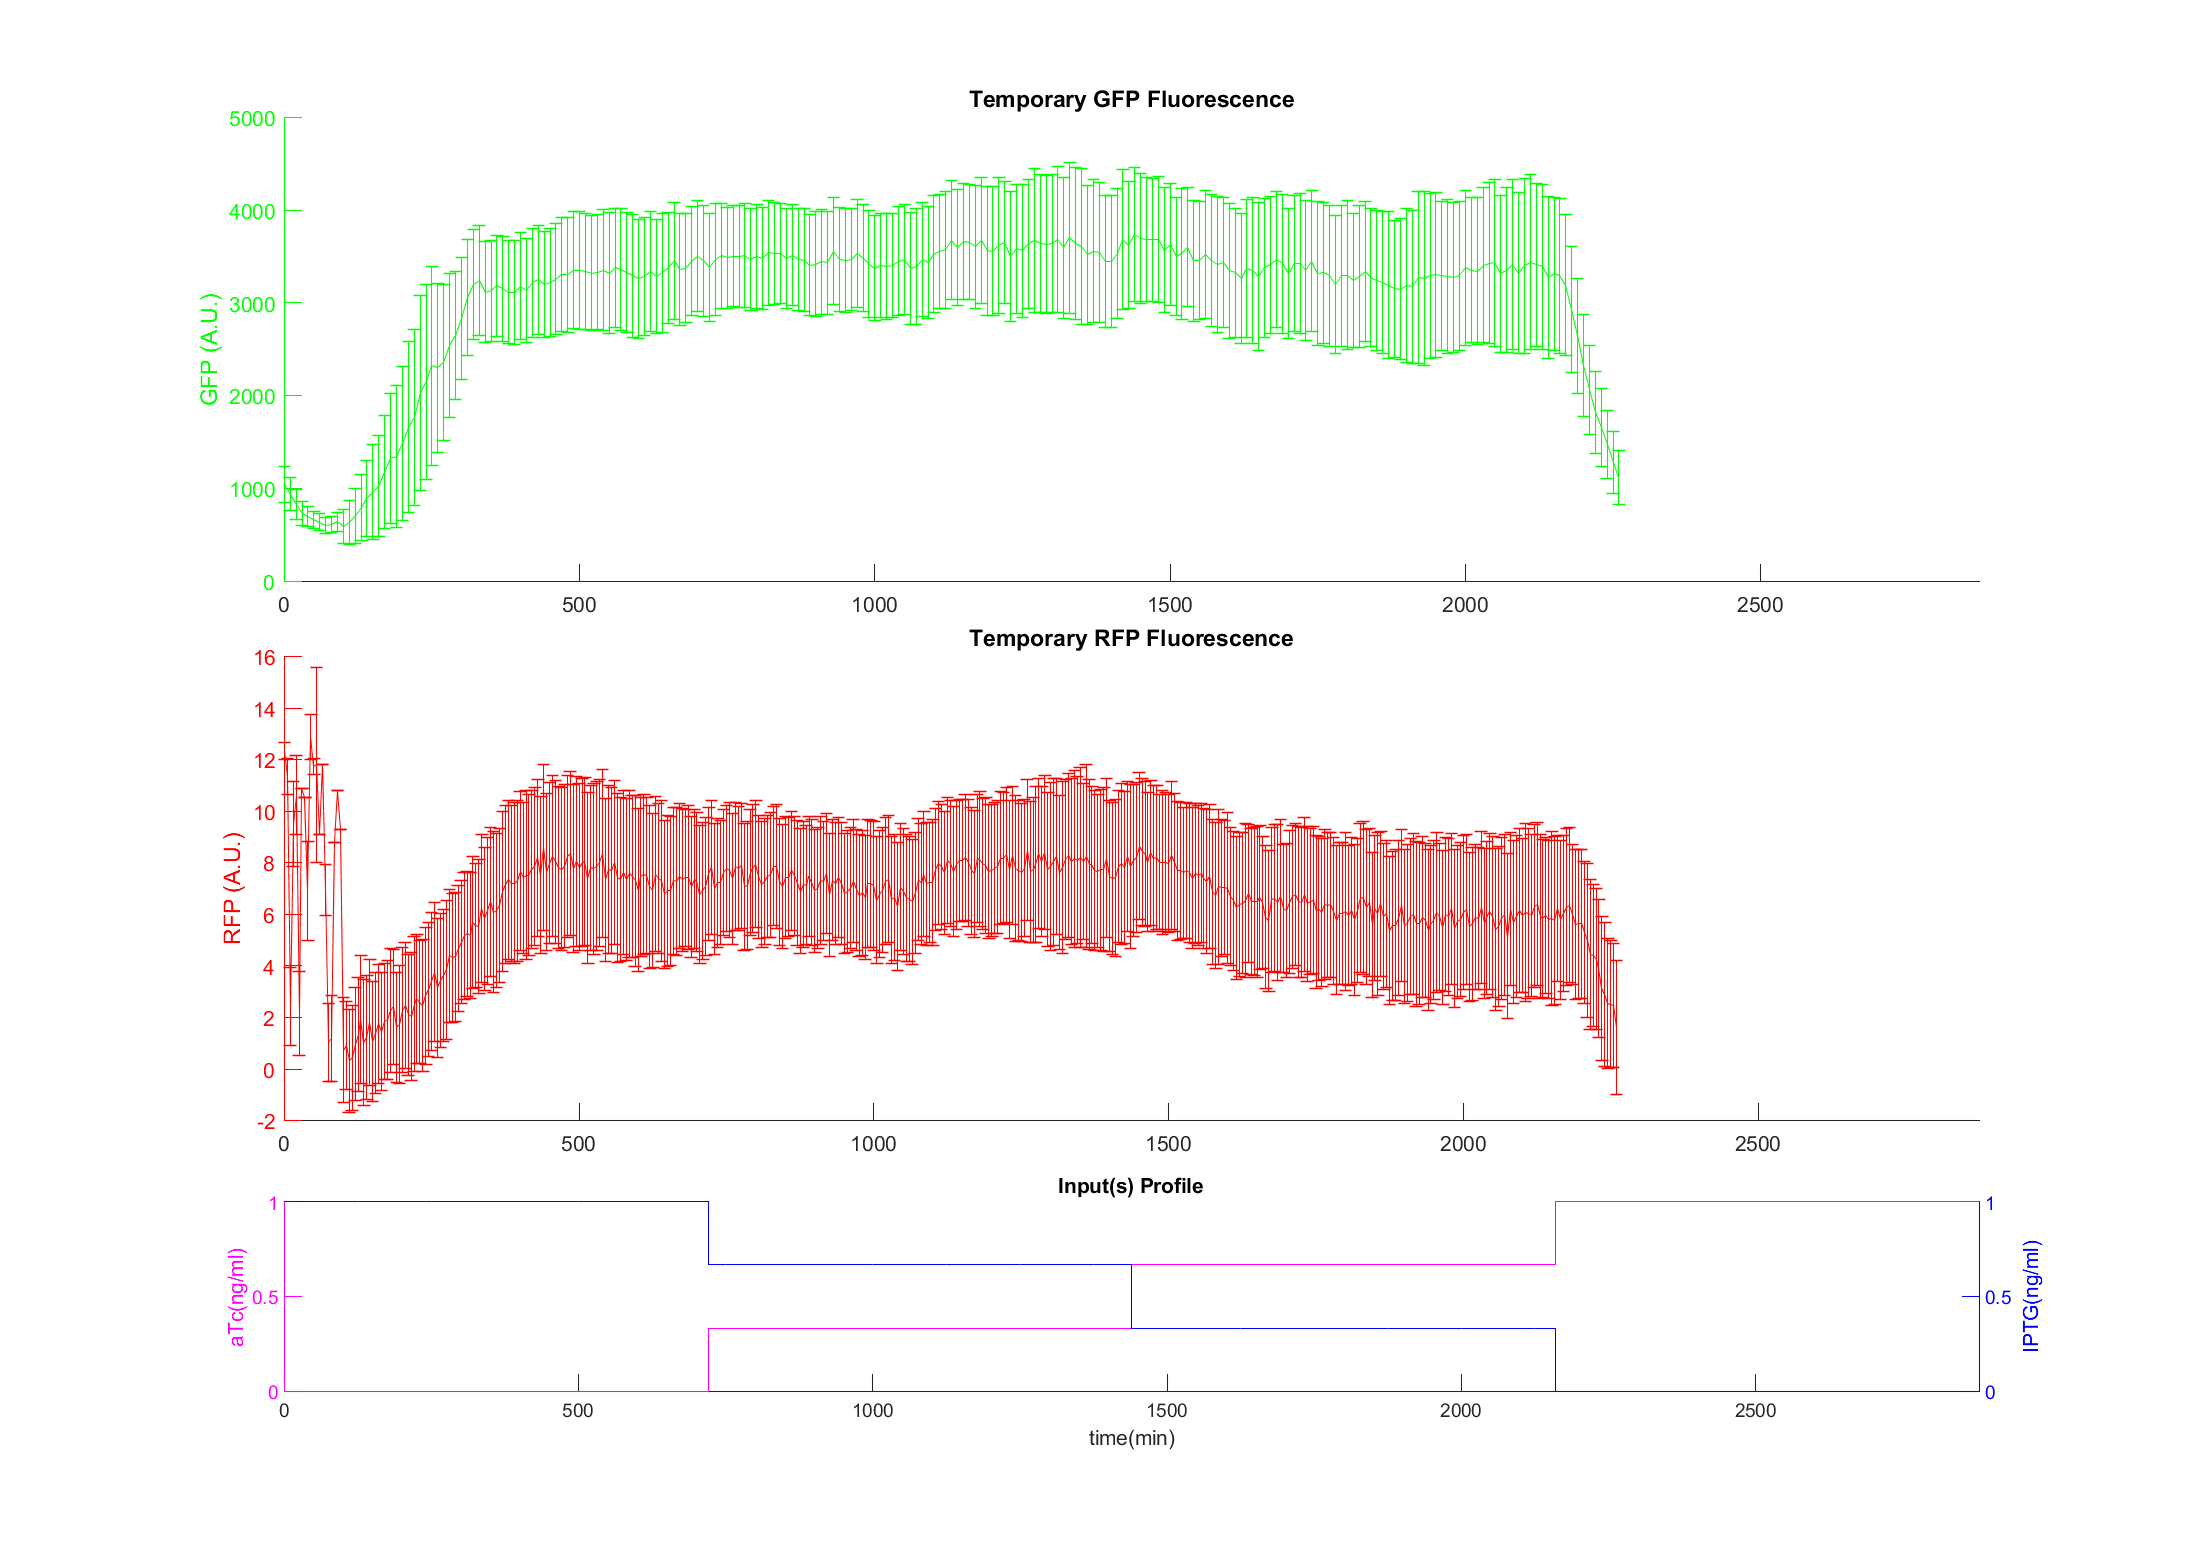 Temporary GFP Fluorescence
5000
4000
3000
2000
1000
0
GFP (A.U.)
0 500 1000 1500 2000 2500
Temporary RFP Fluorescence
16
14
12
10
8
6
4
2
0
-2
RFP (A.U.)
0 500 1000 1500 2000 2500
Input(s) Profile
1
0.5
0
aTc(ng/ml)
1
0.5
0
IPTG(ng/ml)
0 500 1000 1500 2000 2500
time(min)